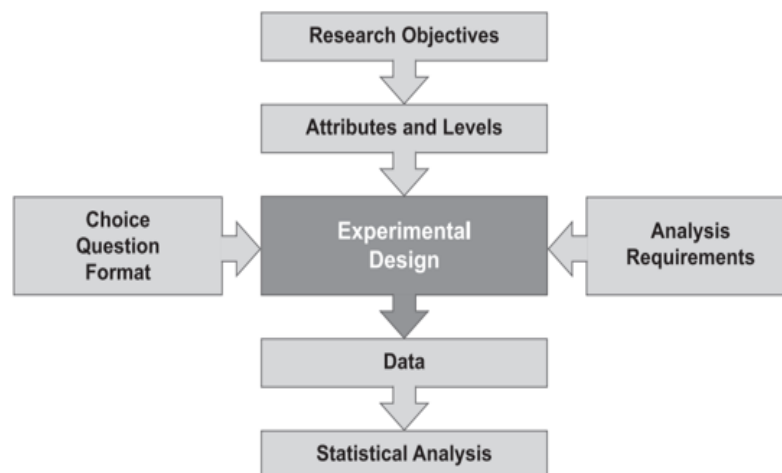 Research Objectives
Attributes and Levels
Choice
Question
Format
Experimental
Design
Analysis
Requirements
Data
Statistical Analysis